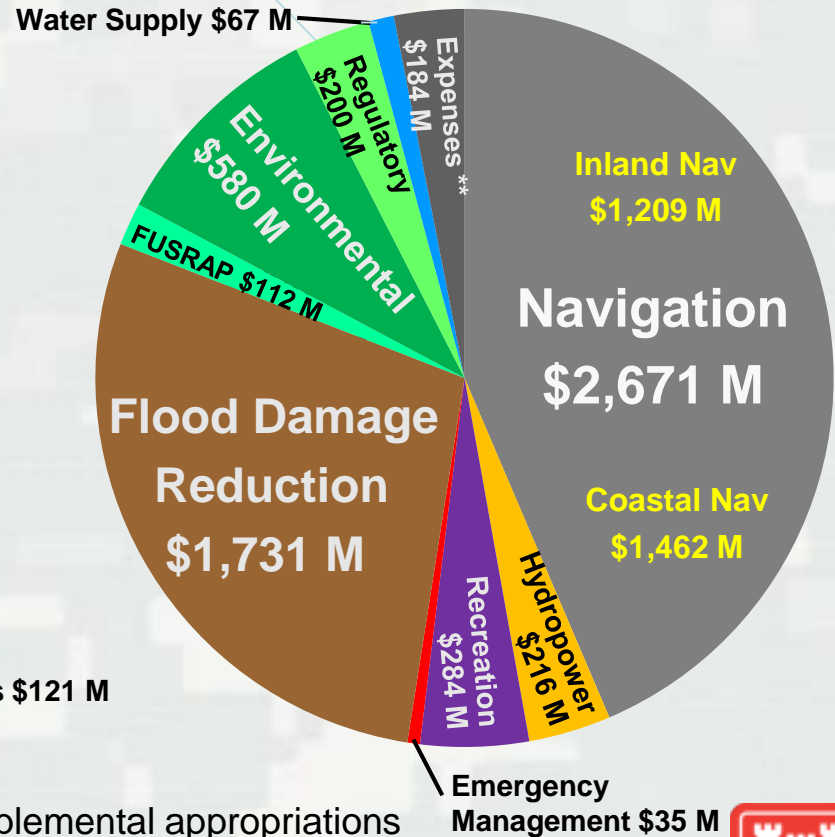 Water Supply $67 M
Expenses **
$184 M
Regulatory
$200 M
Environmental
$580 M
FUSRAP $112 M
Inland Nav
$1,209 M
Navigation
$2,671 M
Coastal Nav
$1,462 M
Flood Damage
Reduction
$1,731 M
Hydropower
$216 M
Recreation
$284 M
$121 M
Emergency
Management $35 M
appropriations